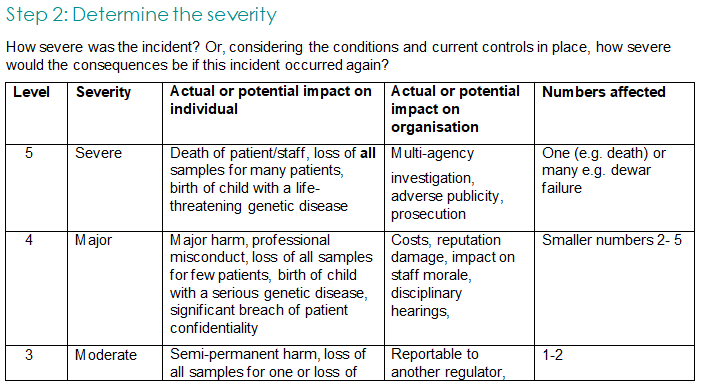 Step 2: Determine the severity
How severe was the incident? Or, considering the conditions and current controls in place, how severe
would the consequences be if this incident occurred again?
Level
Severity
Actual or potential impact on
individual
Actual or potential
impact on
organisation
Numbers affected
5
Severe
Death of patient/staff, loss of all
samples for many patients,
birth of child with a life-
threatening genetic disease
Multi-agency
investigation,
adverse publicity,
prosecution
One (e.g. death) or
many e.g. dewar
failure
4
Major
Major harm, professional
misconduct, loss of all samples
for few patients, birth of child
with a serious genetic disease,
significant breach of patient
confidentiality
Costs, reputation
damage, impact on
staff morale,
disciplinary
hearings,
Smaller numbers 2- 5
3
Moderate
Semi-permanent harm, loss of
all samples for one or loss of
Reportable to
another regulator,
1-2